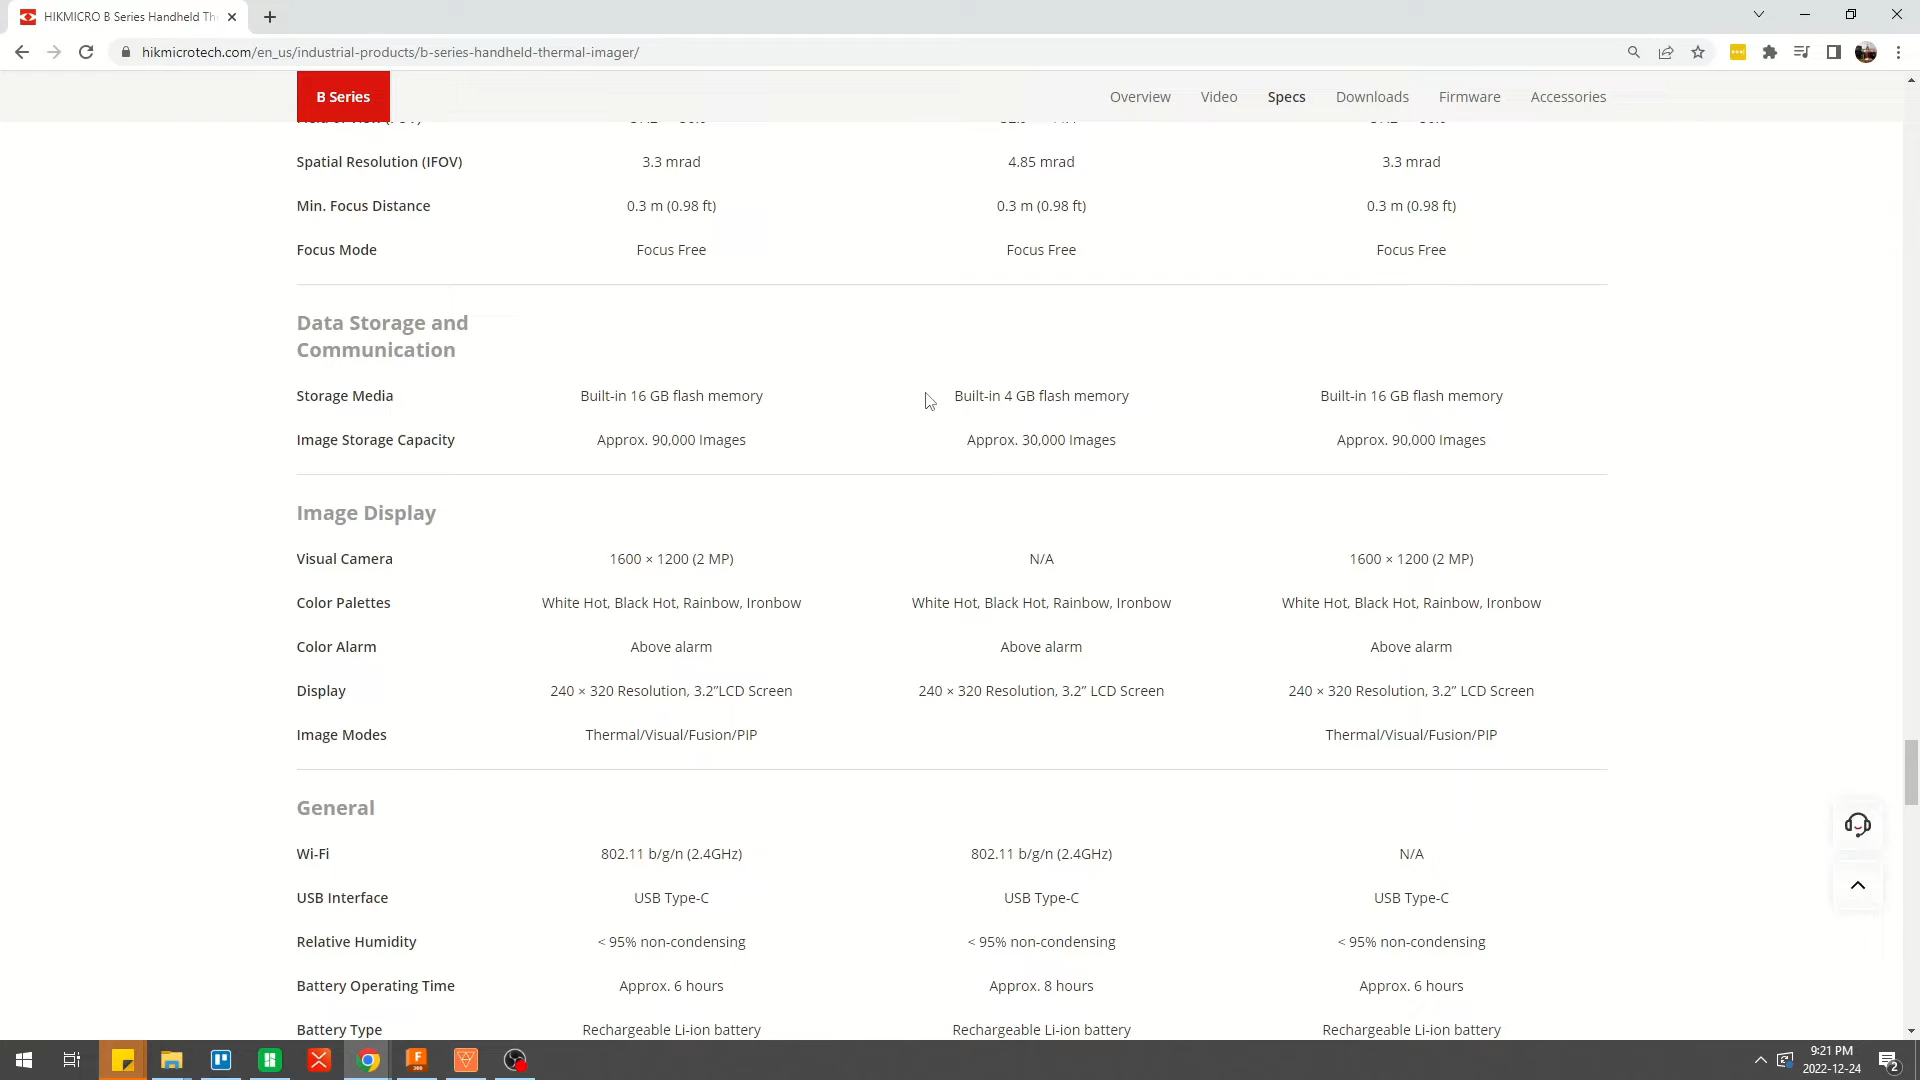 HIKMICRO B Series Handheld Th
hikmicrotech.com/en_us/industrial-products/b-series-handheld-thermal-imager/
B Series
Overview Video Specs Downloads Firmware Accessories
Spatial Resolution (IFOV) 3.3 mrad 4.85 mrad 3.3 mrad
Min. Focus Distance 0.3 m (0.98 ft) 0.3 m (0.98 ft) 0.3 m (0.98 ft)
Focus Mode Focus Free Focus Free Focus Free
Data Storage and
Communication
Storage Media Built-in 16 GB flash memory Built-in 4 GB flash memory Built-in 16 GB flash memory
Image Storage Capacity Approx. 90,000 Images Approx. 30,000 Images Approx. 90,000 Images
Image Display
Visual Camera 1600 × 1200 (2 MP) N/A 1600 × 1200 (2 MP)
Color Palettes White Hot, Black Hot, Rainbow, Ironbow White Hot, Black Hot, Rainbow, Ironbow White Hot, Black Hot, Rainbow, Ironbow
Color Alarm Above alarm Above alarm Above alarm
Display 240 × 320 Resolution, 3.2”LCD Screen 240 × 320 Resolution, 3.2” LCD Screen 240 × 320 Resolution, 3.2” LCD Screen
Image Modes Thermal/Visual/Fusion/PIP Thermal/Visual/Fusion/PIP
General
Wi-Fi 802.11 b/g/n (2.4GHz) 802.11 b/g/n (2.4GHz) N/A
USB Interface USB Type-C USB Type-C USB Type-C
Relative Humidity < 95% non-condensing < 95% non-condensing < 95% non-condensing
Battery Operating Time Approx. 6 hours Approx. 8 hours Approx. 6 hours
Battery Type Rechargeable Li-ion battery Rechargeable Li-ion battery Rechargeable Li-ion battery
9:21 PM
2022-12-24
2